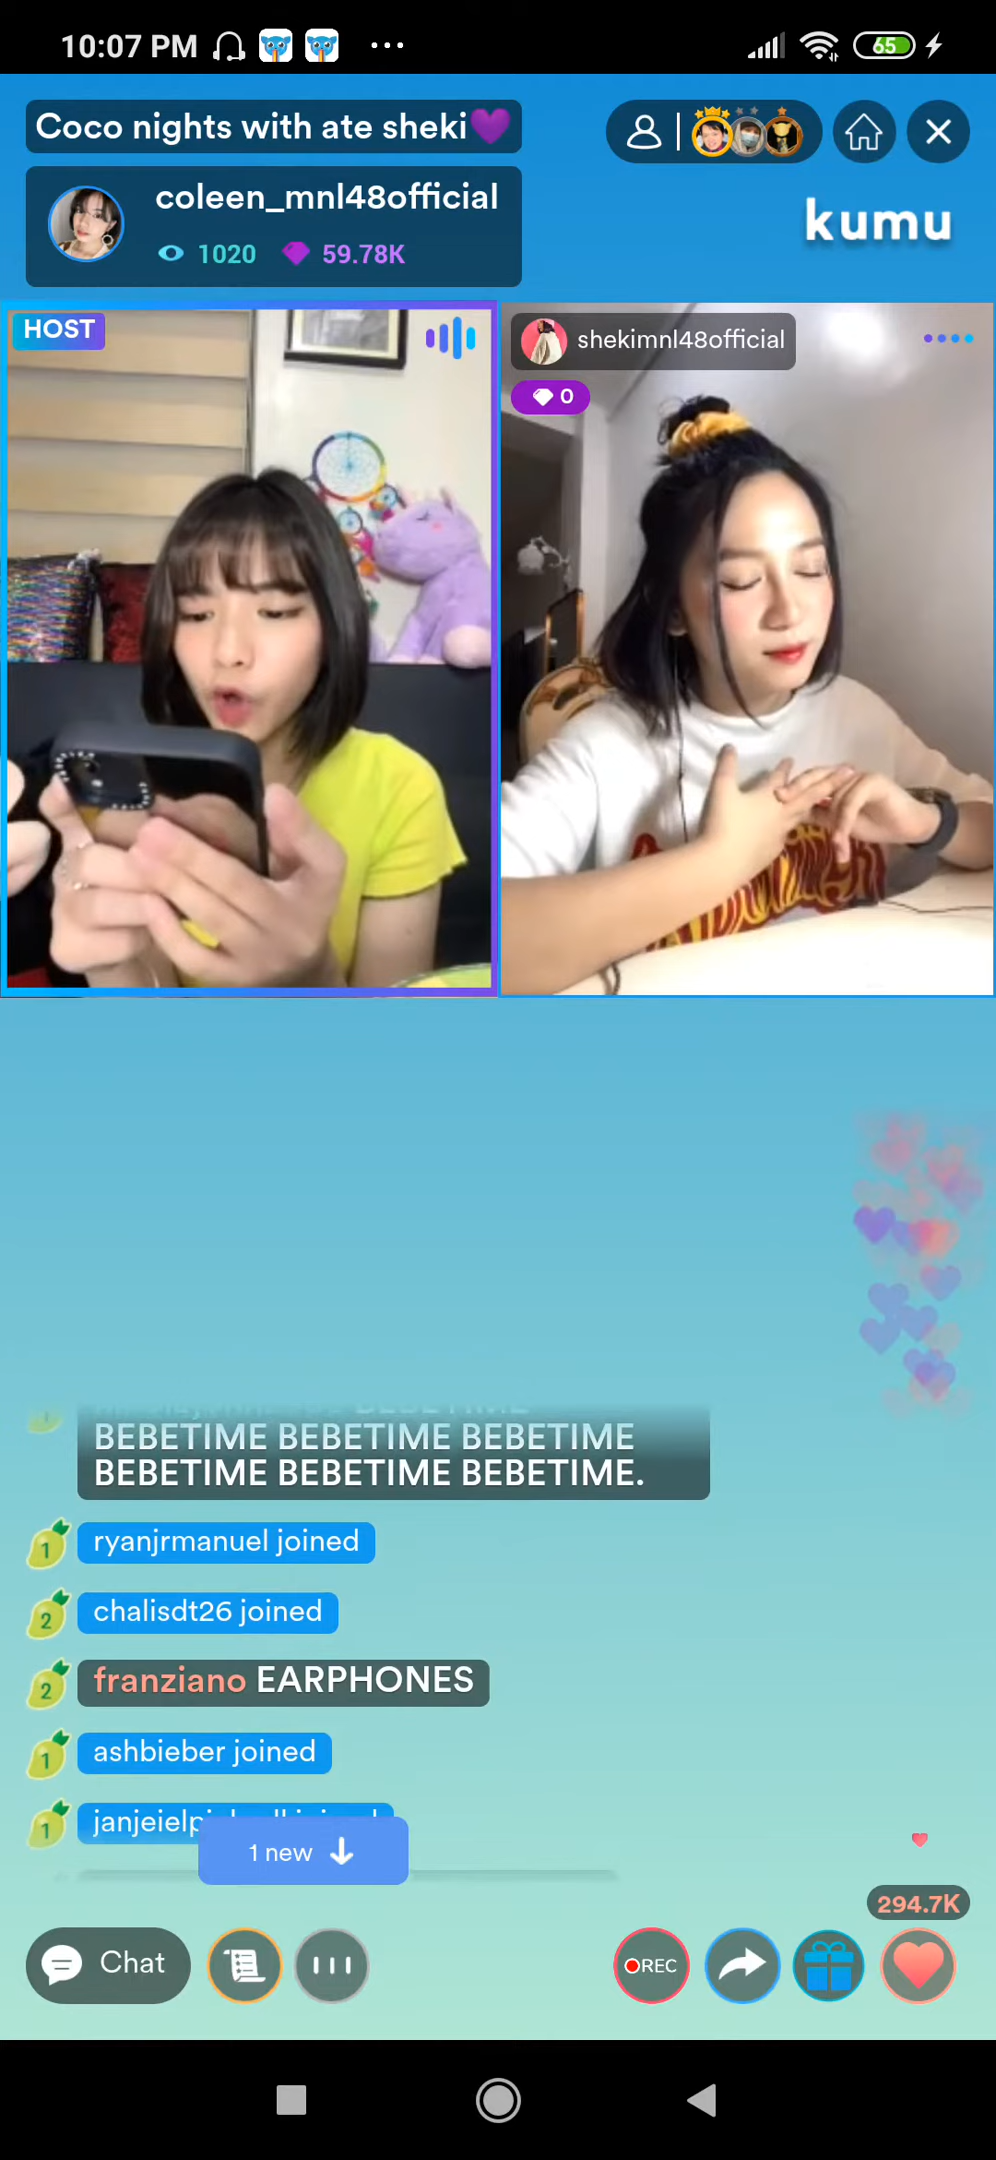 10:07 PM
65
Coco nights with ate sheki💜
coleen_mnl48official
1020 59.78K
kumu
HOST
shekimnl48official
0
BEBETIME BEBETIME BEBETIME
BEBETIME BEBETIME BEBETIME.
1 ryanjrmanuel joined
2 chalisdt26 joined
2 franziano EARPHONES
1 ashbieber joined
1
1 new
294.7K
Chat
REC